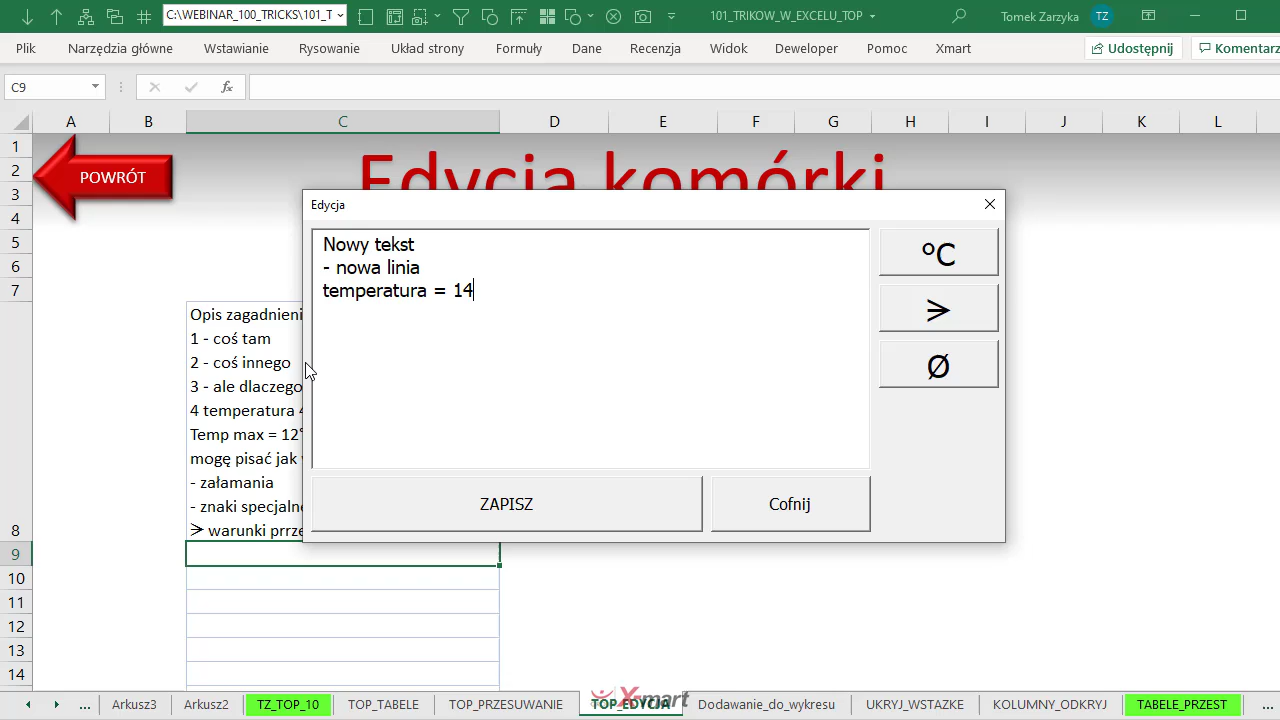 C:\WEBINAR_100_TRICKS\101_T
101_TRIKOW_W_EXCELU_TOP
Tomek Zarzyka
TZ
Plik
Narzędzia główne
Wstawianie
Rysowanie
Układ strony
Formuły
Dane
Recenzja
Widok
Deweloper
Pomoc
Xmart
Udostępnij
Komentarz
C9
fx
A B C D E F G H I J K L
1
2
3
4
5
6
7
8
9
10
11
12
13
14
POWRÓT
Edycja komórki
Opis zagadnieni
1 - coś tam
2 - coś innego
3 - ale dlaczego
4 temperatura 4
Temp max = 12°
mogę pisać jak
- załamania
- znaki specjalne
⪖ warunki prrze
Edycja
Nowy tekst
- nowa linia
temperatura = 14
°C
⋗
Ø
ZAPISZ
Cofnij
...
Arkusz3
Arkusz2
TZ_TOP_10
TOP_TABELE
TOP_PRZESUWANIE
TOP_EDYCJA
X-mart
Dodawanie_do_wykresu
UKRYJ_WSTAZKE
KOLUMNY_ODKRYJ
TABELE_PRZEST
...